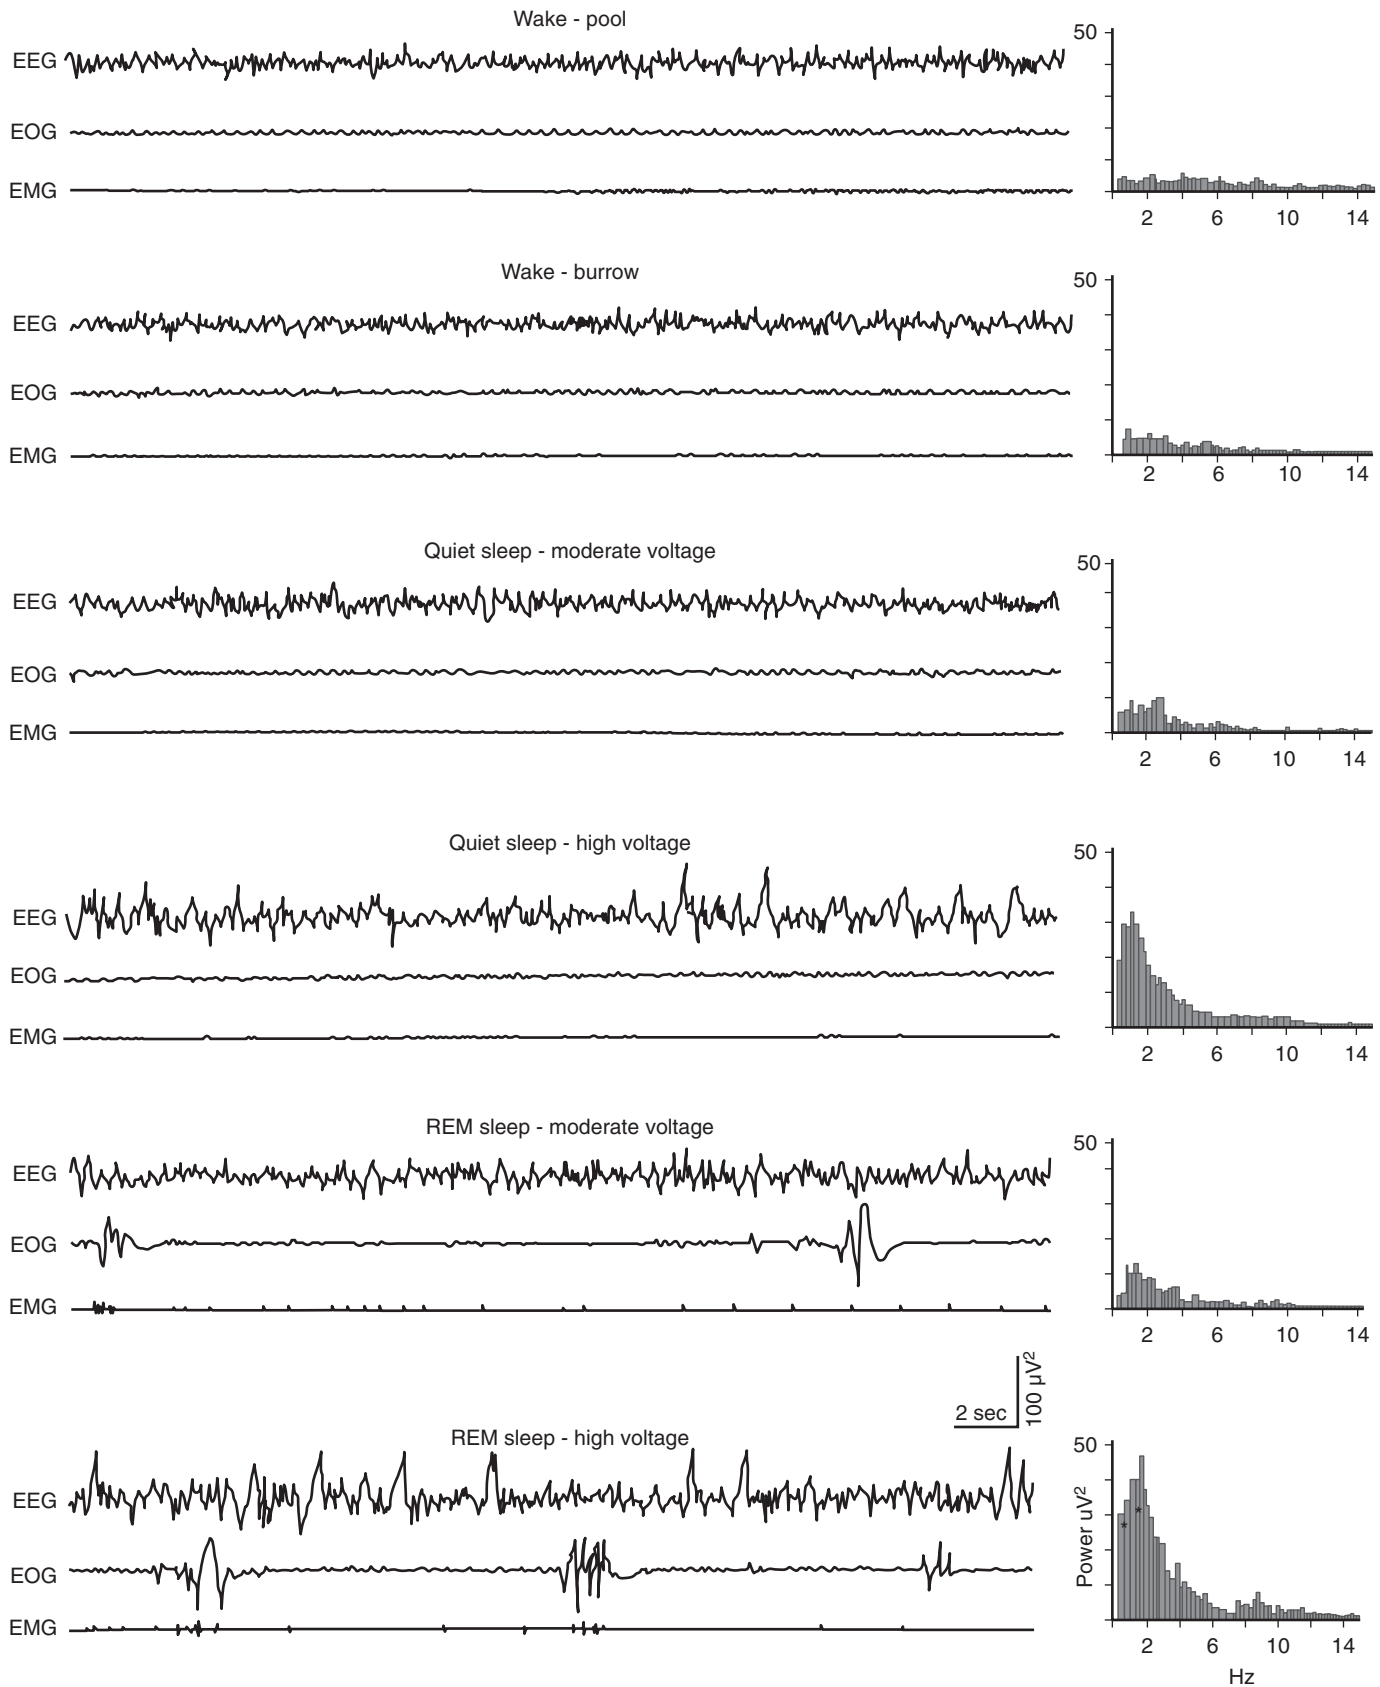 Wake - pool
EEG
EOG
EMG
50
2 6 10 14
Wake - burrow
EEG
EOG
EMG
50
2 6 10 14
Quiet sleep - moderate voltage
EEG
EOG
EMG
50
2 6 10 14
Quiet sleep - high voltage
EEG
EOG
EMG
50
2 6 10 14
REM sleep - moderate voltage
EEG
EOG
EMG
50
2 6 10 14
2 sec
100 µV²
REM sleep - high voltage
EEG
EOG
EMG
50
Power uV²
* *
2 6 10 14
Hz